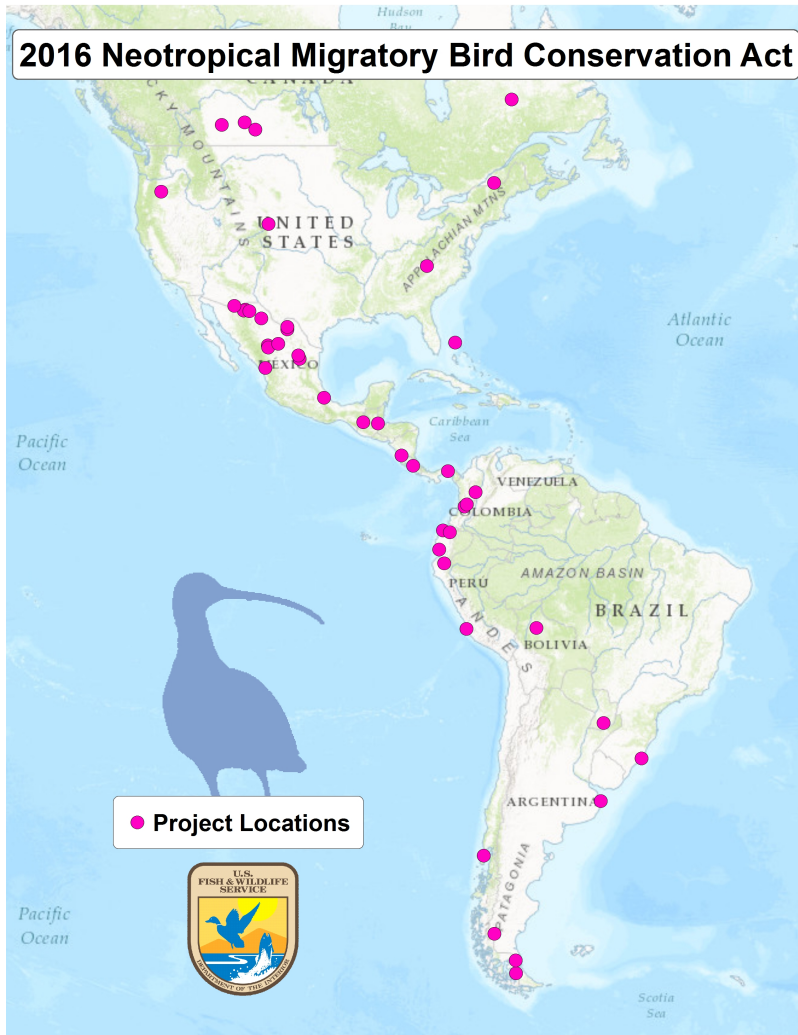 Hudson
Bay
2016 Neotropical Migratory Bird Conservation Act
CANADA
CKY MOUNTAINS
UNITED
STATES
APPALACHIAN MTNS
Atlantic
Ocean
MÉXICO
Caribbean
Sea
Pacific
Ocean
VENEZUELA
COLOMBIA
AMAZON BASIN
PERU
BRAZIL
ANDES
BOLIVIA
ARGENTINA
Project Locations
PATAGONIA
U.S.
FISH & WILDLIFE
SERVICE
DEPARTMENT OF THE INTERIOR
Pacific
Ocean
Scotia
Sea